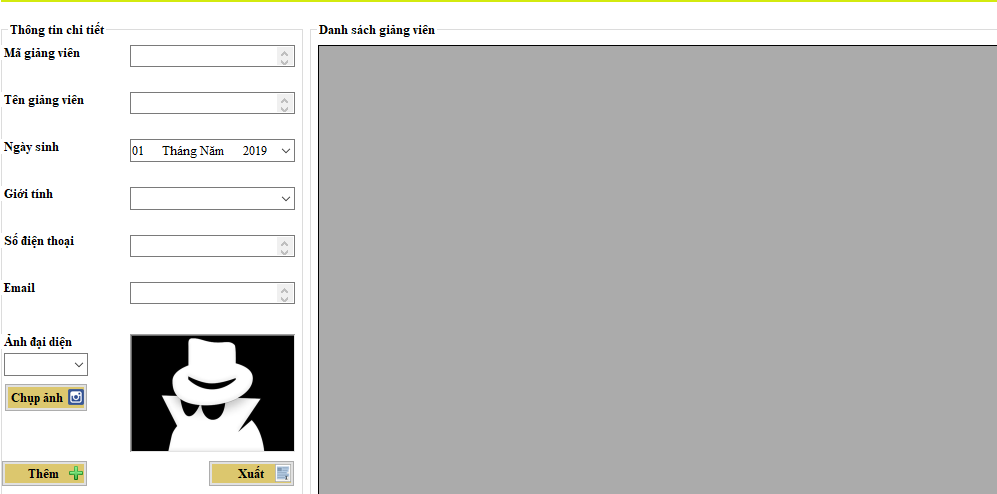 Thông tin chi tiết
Mã giảng viên
Tên giảng viên
Ngày sinh 01 Tháng Năm 2019
Giới tính
Số điện thoại
Email
Ảnh đại diện
Chụp ảnh
Thêm
Xuất
Danh sách giảng viên